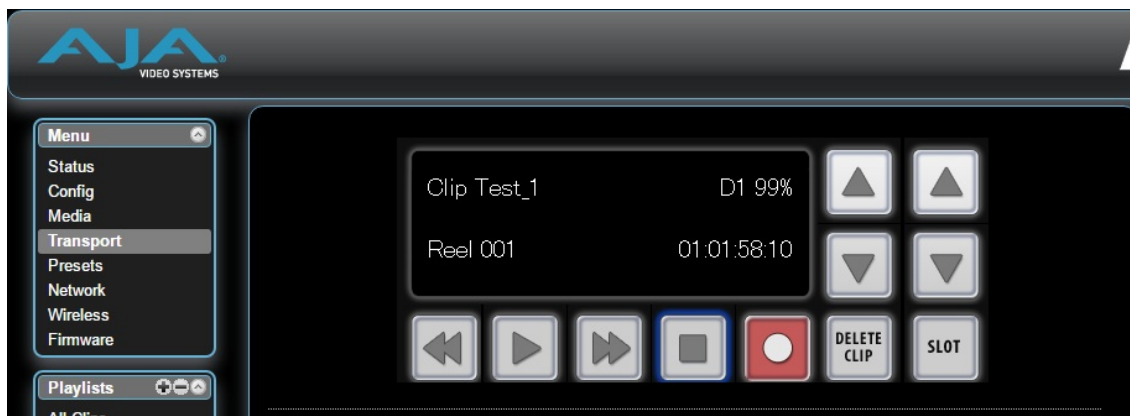 AJA
VIDEO SYSTEMS
Menu
Status
Config
Media
Transport
Presets
Network
Wireless
Firmware
Playlists
Clip Test_1 D1 99%
Reel 001 01:01:58:10
DELETE
CLIP
SLOT